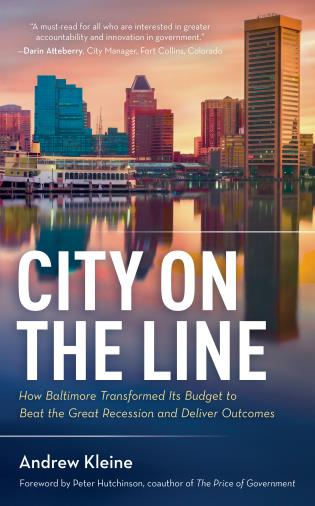 “A must-read for all who are interested in greater
accountability and innovation in government.”
—Darin Atteberry, City Manager, Fort Collins, Colorado
CITY ON
THE LINE
How Baltimore Transformed Its Budget to
Beat the Great Recession and Deliver Outcomes
Andrew Kleine
Foreword by Peter Hutchinson, coauthor of The Price of Government